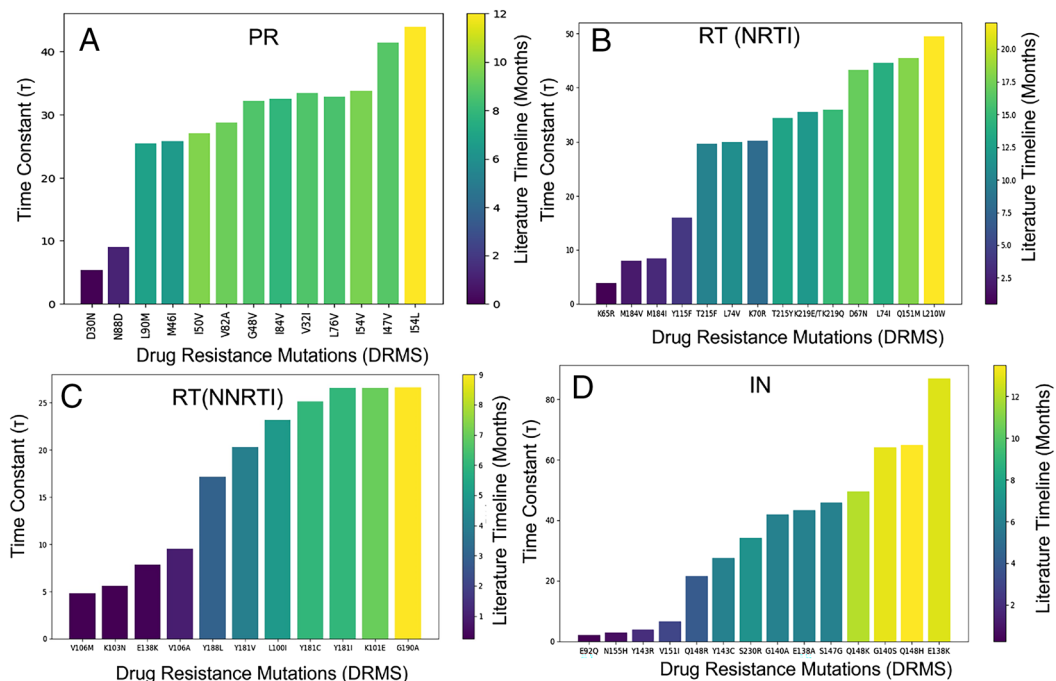 A
PR
Time Constant (τ)
40
30
20
10
0
D30N N88D L90M M46I I50V V82A G48V I84V V32I L76V I54V I47V I54L
Drug Resistance Mutations (DRMS)
12
10
8
6
4
2
0
Literature Timeline (Months)
B
RT (NRTI)
Time Constant (τ)
50
40
30
20
10
0
K65R M184V M184I Y115F T215F L74V K70R T215Y K219E/T K219Q D67N L74I Q151M L210W
Drug Resistance Mutations (DRMS)
20.0
17.5
15.0
12.5
10.0
7.5
5.0
2.5
Literature Timeline (Months)
C
RT(NNRTI)
Time Constant (τ)
25
20
15
10
5
0
V106M K103N E138K V106A Y188L Y181V L100I Y181C Y181I K101E G190A
Drug Resistance Mutations (DRMS)
9
8
7
6
5
4
3
2
1
Literature Timeline (Months)
D
IN
Time Constant (τ)
80
60
40
20
0
E92Q N155H Y143R V151I Q148R Y143C S230R G140A E138A S147G Q148K G140S Q148H E138K
Drug Resistance Mutations (DRMS)
12
10
8
6
4
2
Literature Timeline (Months)